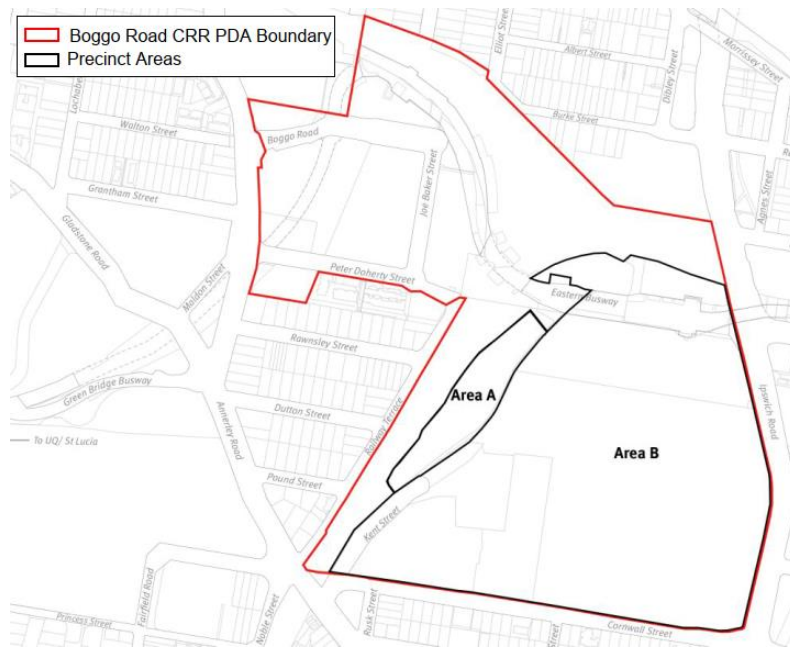 Boggo Road CRR PDA Boundary
Precinct Areas
Elliot Street
Albert Street
Dibley Street
Morrissey Street
Burke Street
Walton Street
Boggo Road
Joe Baker Street
Grantham Street
Agnes Street
Gladstone Road
Maldon Street
Peter Doherty Street
Eastern Busway
Rawnsley Street
Green Bridge Busway
Area A
Ipswich Road
Dutton Street
Railway Terrace
Annerley Road
To UQ/ St Lucia
Area B
Pound Street
Kent Street
Fairfield Road
Noble Street
Rusk Street
Princess Street
Cornwall Street